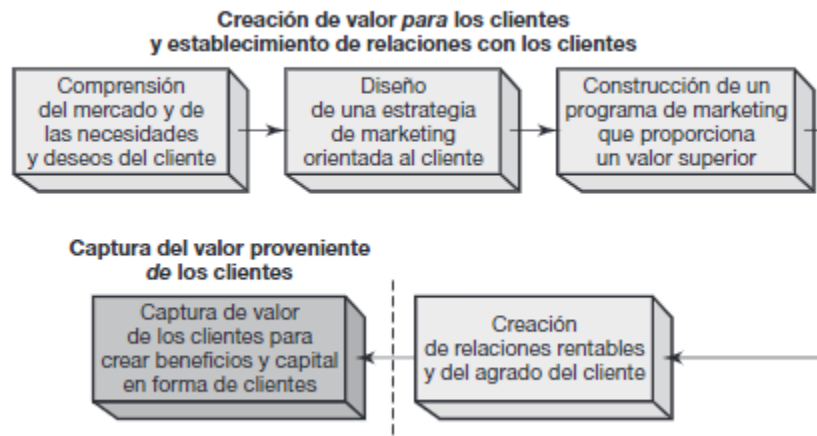 Creación de valor para los clientes
y establecimiento de relaciones con los clientes
Comprensión
del mercado y de
las necesidades
y deseos del cliente
Diseño
de una estrategia
de marketing
orientada al cliente
Construcción de un
programa de marketing
que proporciona
un valor superior
Captura del valor proveniente
de los clientes
Captura de valor
de los clientes para
crear beneficios y capital
en forma de clientes
Creación
de relaciones rentables
y del agrado del cliente